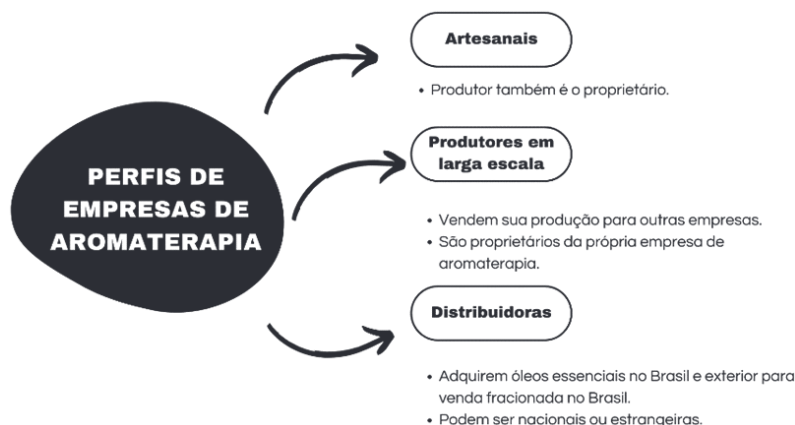 PERFIS DE
EMPRESAS DE
AROMATERAPIA
Artesanais
• Produtor também é o proprietário.
Produtores em
larga escala
• Vendem sua produção para outras empresas.
• São proprietários da própria empresa de
aromaterapia.
Distribuidoras
• Adquirem óleos essenciais no Brasil e exterior para
venda fracionada no Brasil.
• Podem ser nacionais ou estrangeiras.